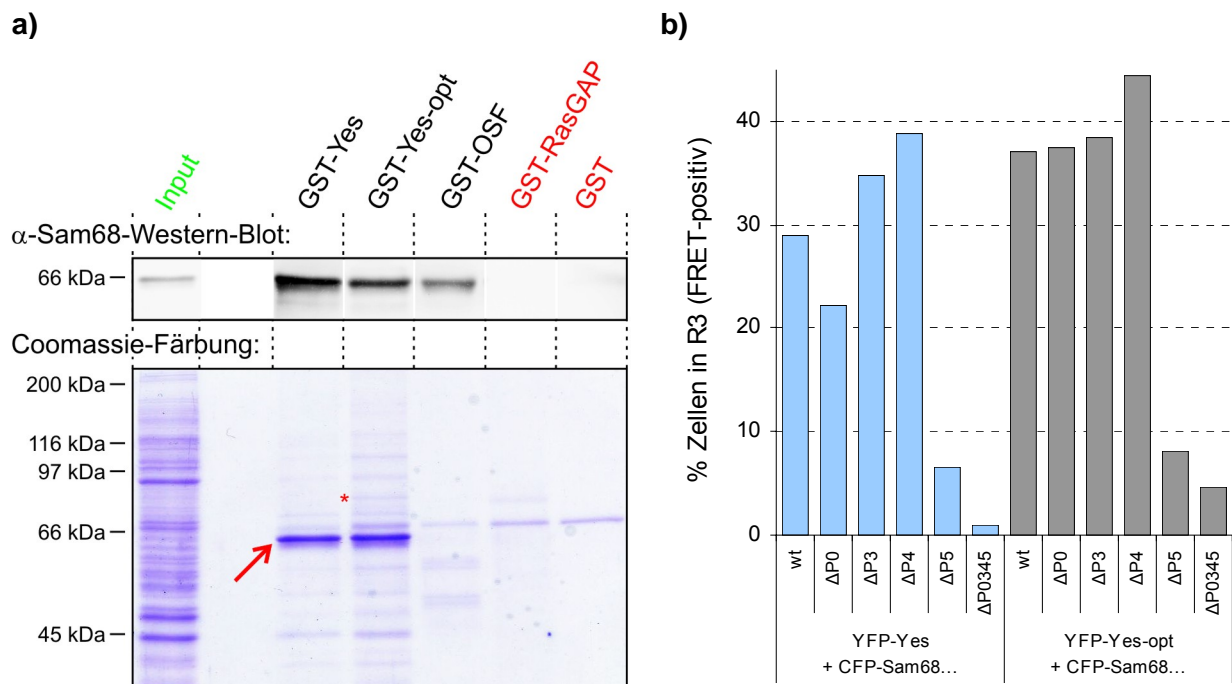 a)
Input
GST-Yes
GST-Yes-opt
GST-OSF
GST-RasGAP
GST
α-Sam68-Western-Blot:
66 kDa
Coomassie-Färbung:
200 kDa
116 kDa
97 kDa
*
66 kDa
45 kDa
b)
% Zellen in R3 (FRET-positiv)
40
30
20
10
0
wt
ΔP0
ΔP3
ΔP4
ΔP5
ΔP0345
wt
ΔP0
ΔP3
ΔP4
ΔP5
ΔP0345
YFP-Yes
+ CFP-Sam68…
YFP-Yes-opt
+ CFP-Sam68…